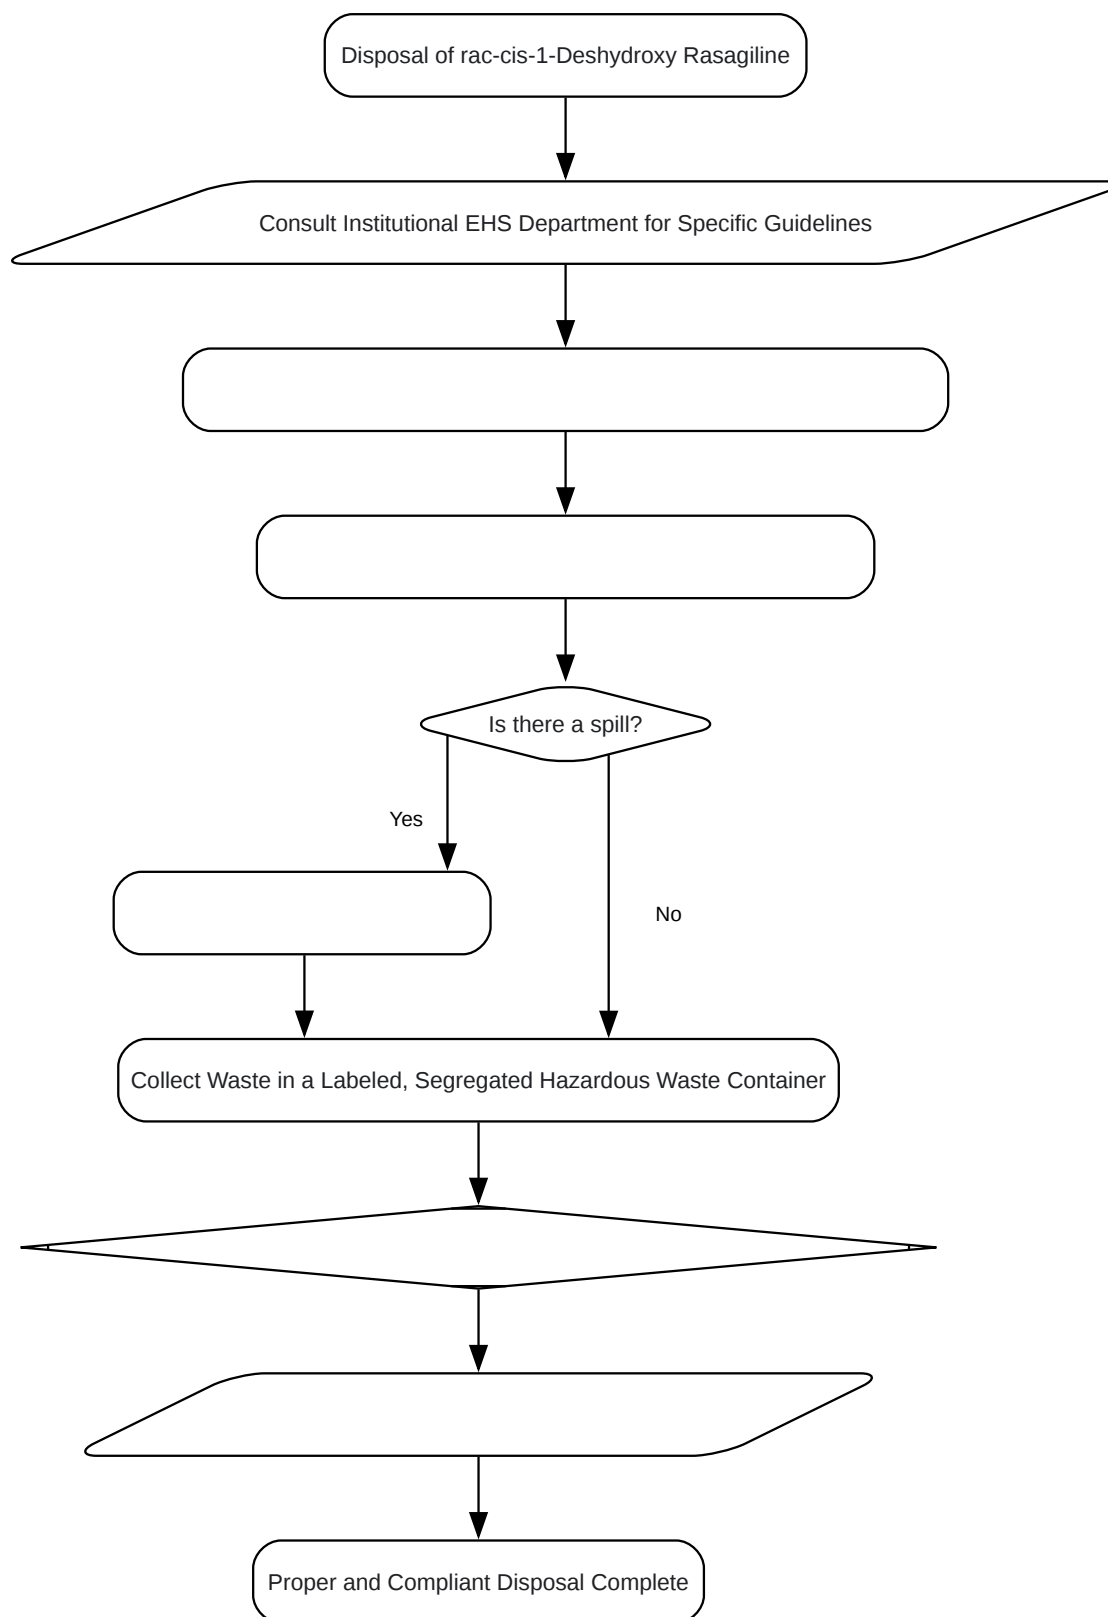 Disposal of rac-cis-1-Deshydroxy Rasagiline
Consult Institutional EHS Department for Specific Guidelines
Is there a spill?
Yes
No
Collect Waste in a Labeled, Segregated Hazardous Waste Container
Proper and Compliant Disposal Complete